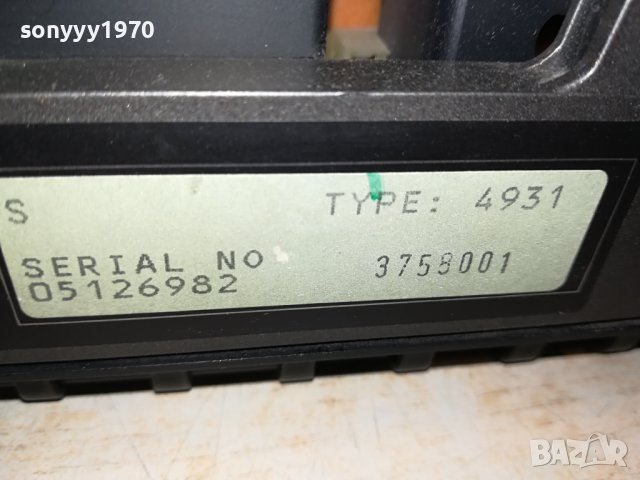 sonyyy1970
S TYPE: 4931
SERIAL NO 3758001
05126982
BAZAR